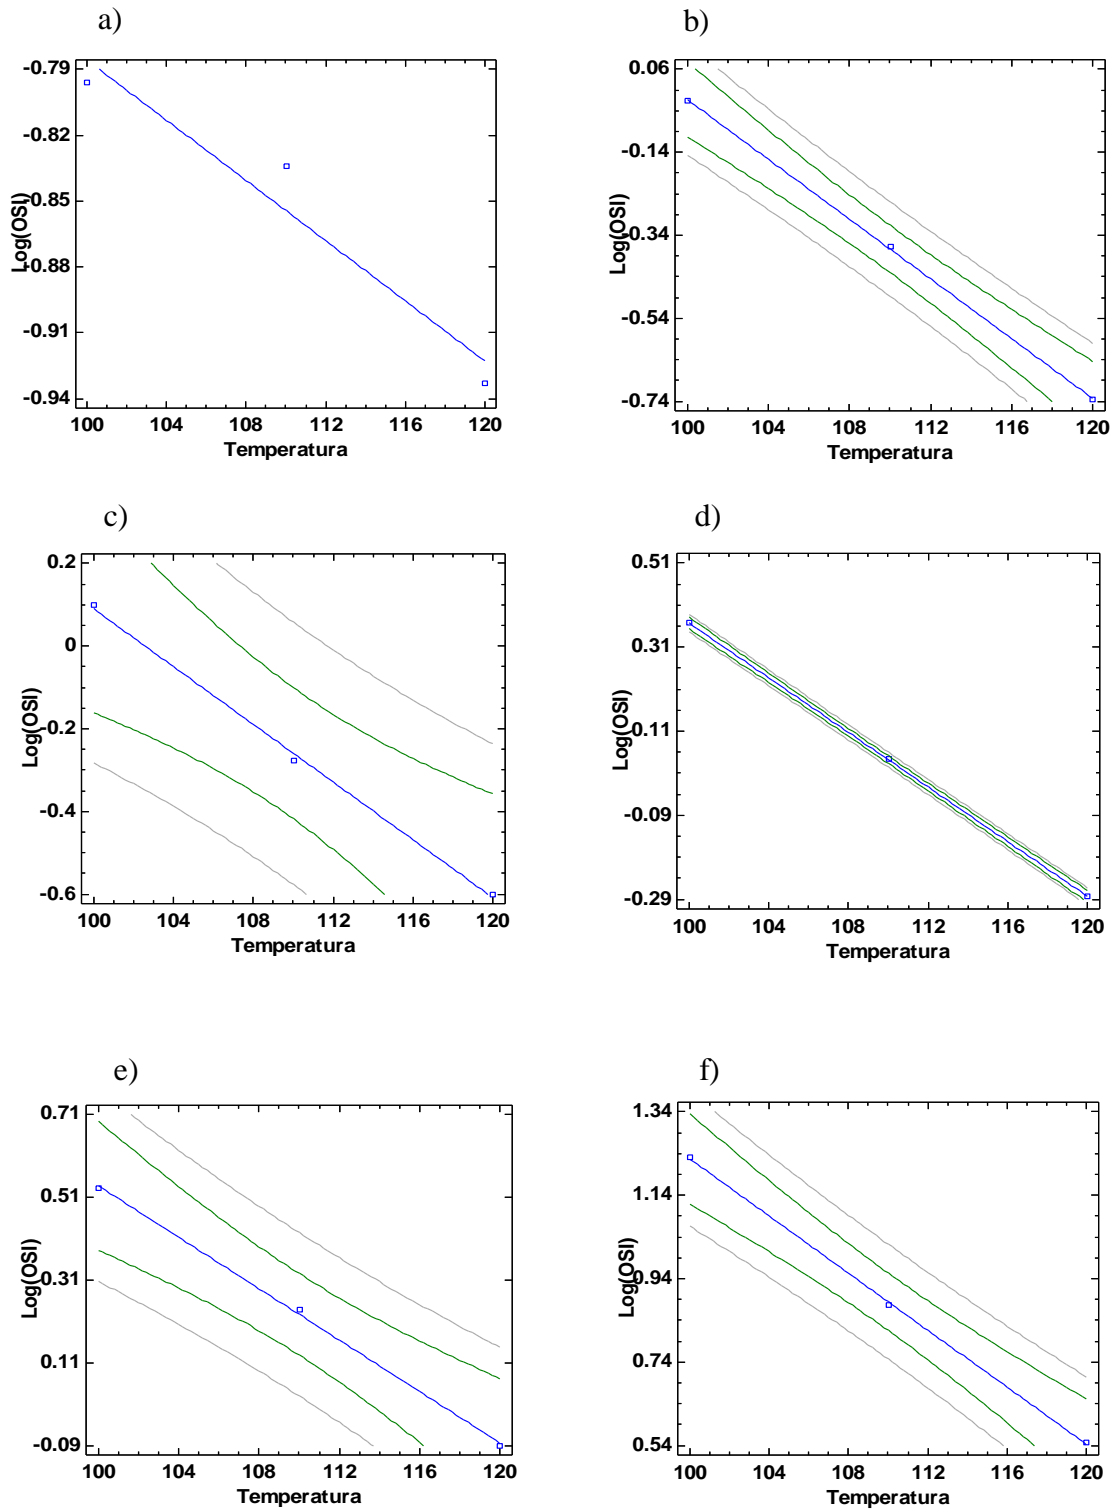 a)
-0.79
-0.82
-0.85
-0.88
-0.91
-0.94
Log(OSI)
100 104 108 112 116 120
Temperatura
b)
0.06
-0.14
-0.34
-0.54
-0.74
Log(OSI)
100 104 108 112 116 120
Temperatura
c)
0.2
0
-0.2
-0.4
-0.6
Log(OSI)
100 104 108 112 116 120
Temperatura
d)
0.51
0.31
0.11
-0.09
-0.29
Log(OSI)
100 104 108 112 116 120
Temperatura
e)
0.71
0.51
0.31
0.11
-0.09
Log(OSI)
100 104 108 112 116 120
Temperatura
f)
1.34
1.14
0.94
0.74
0.54
Log(OSI)
100 104 108 112 116 120
Temperatura